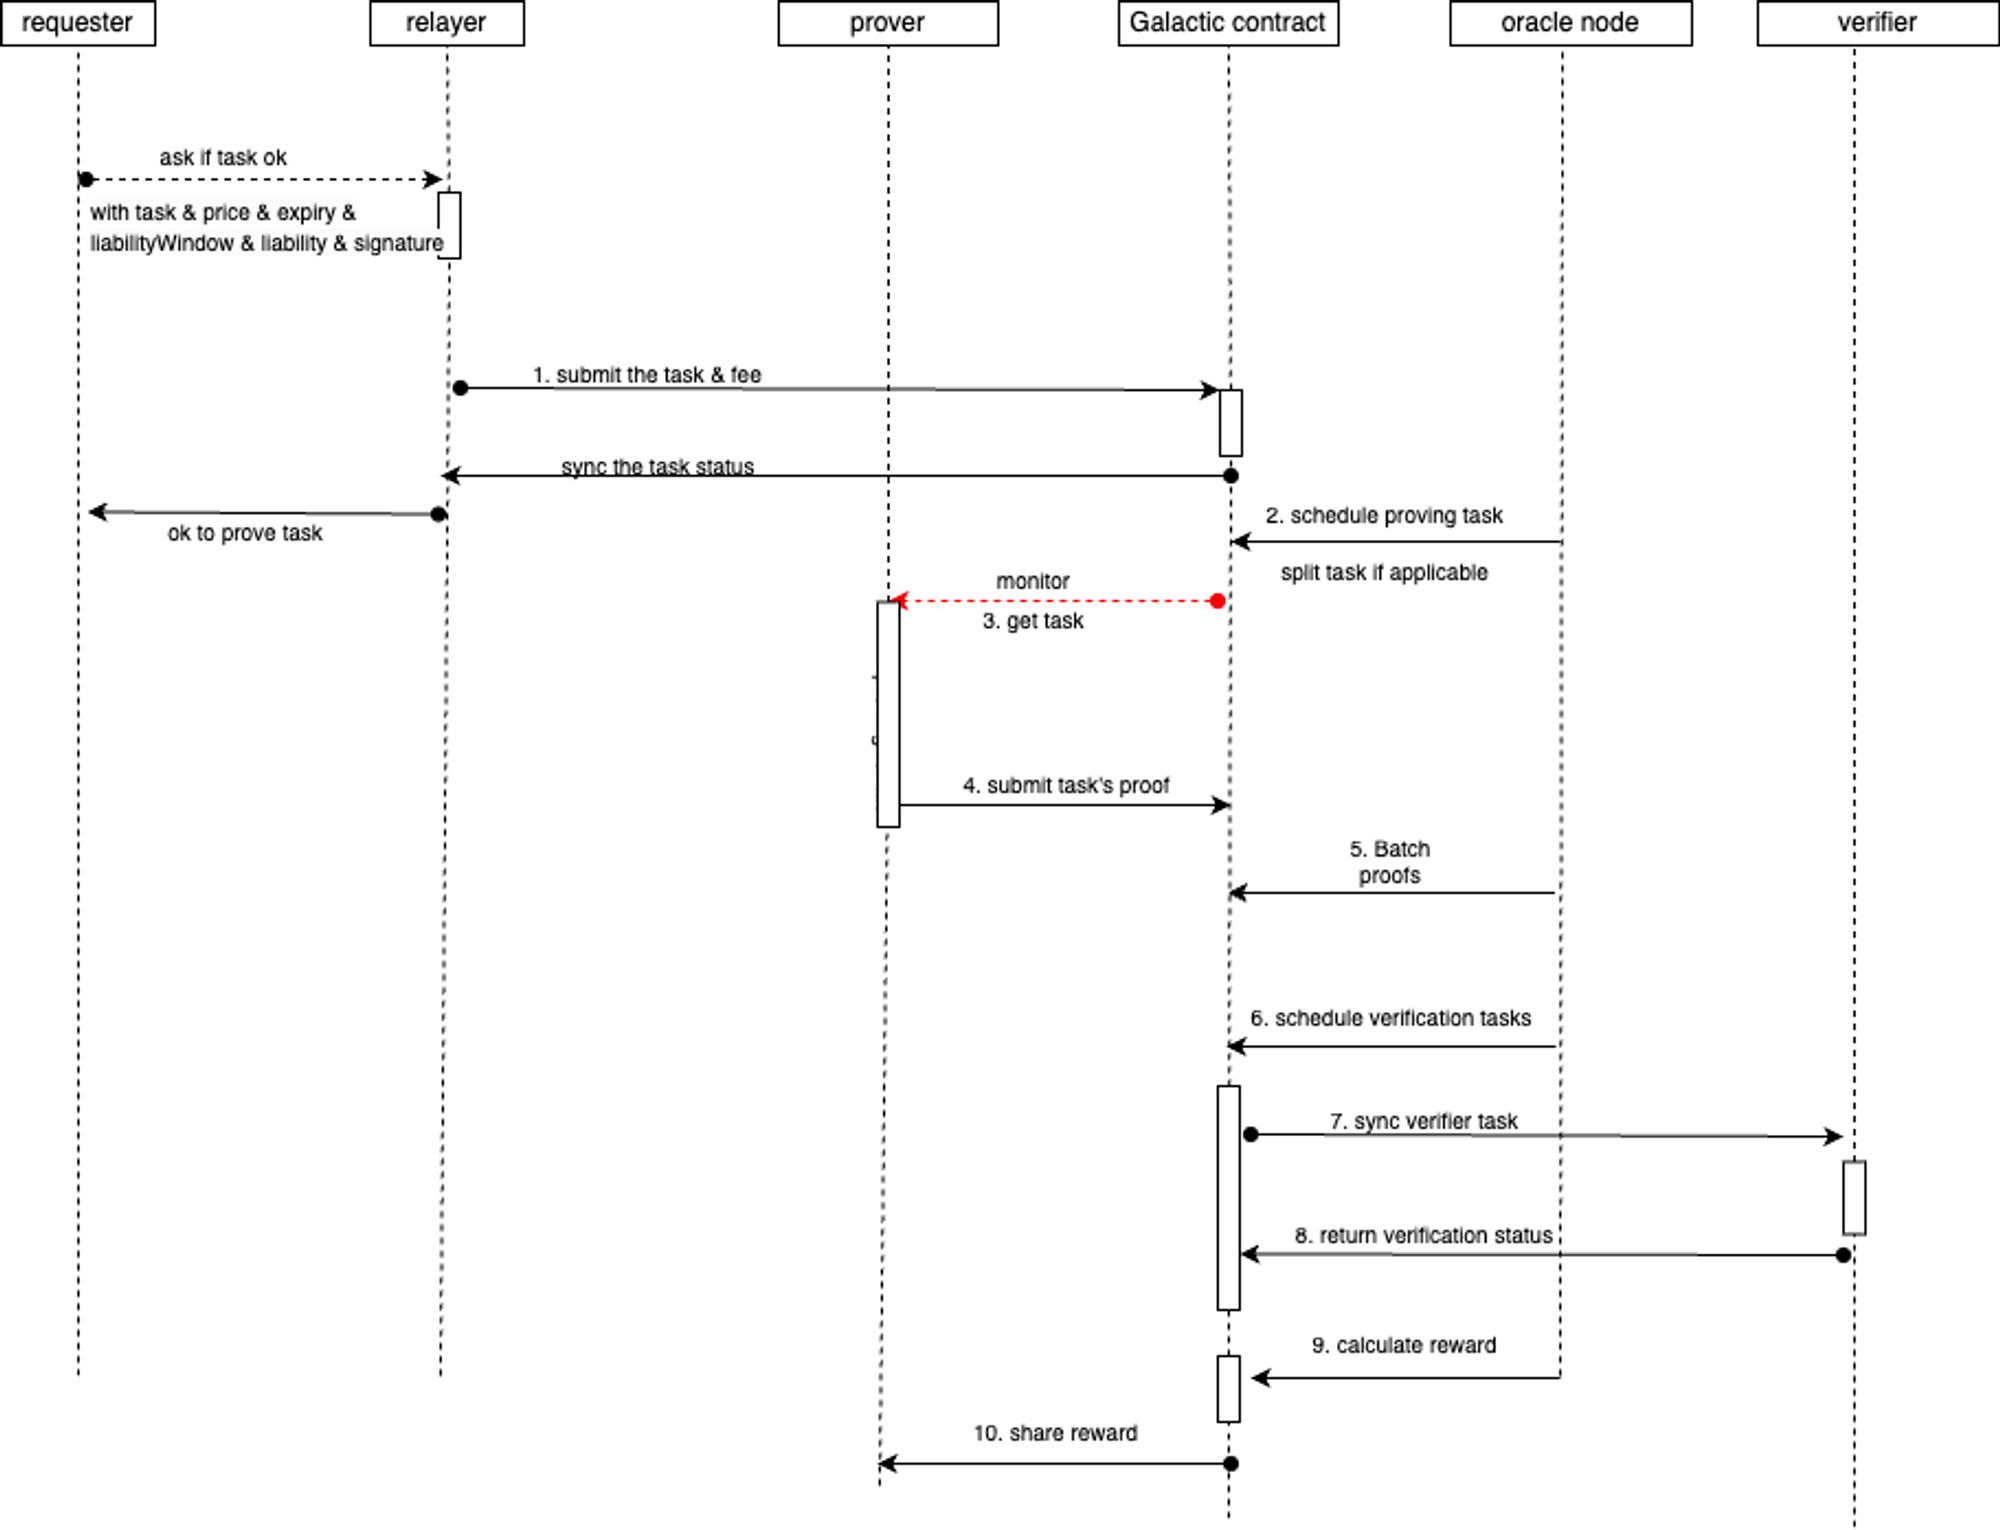 requester
relayer
prover
Galactic contract
oracle node
verifier
ask if task ok
with task & price & expiry &
liabilityWindow & liability & signature
1. submit the task & fee
sync the task status
ok to prove task
2. schedule proving task
split task if applicable
monitor
3. get task
4. submit task's proof
5. Batch
proofs
6. schedule verification tasks
7. sync verifier task
8. return verification status
9. calculate reward
10. share reward